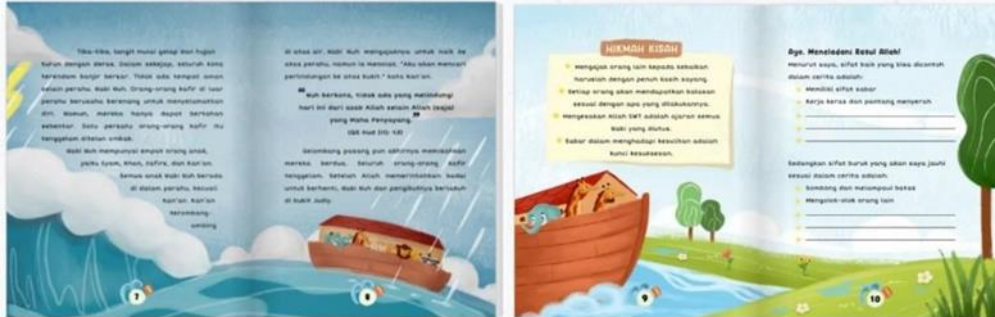 Tiba-tiba, langit mulai gelap dan hujan
turun dengan deras. Dalam sekejap, seluruh kota
terendam banjir besar. Tidak ada tempat aman
selain perahu Nabi Nuh. Orang-orang kafir di luar
perahu berusaha berenang untuk menyelamatkan
diri. Namun, mereka hanya dapat bertahan
sebentar. Satu persatu orang-orang kafir itu
tenggelam ditelan ombak.
Nabi Nuh mempunyai empat orang anak,
yaitu Syam, Kham, Yafits, dan Kan'an.
Semua anak Nabi Nuh berada
di dalam perahu, kecuali
Kan'an. Kan'an
terombang-
ambing
7
di atas air. Nabi Nuh mengajaknya untuk naik ke
atas perahu, namun ia menolak. "Aku akan mencari
perlindungan ke atas bukit." kata Kan'an.
"Nuh berkata, tidak ada yang melindungi
hari ini dari azab Allah selain Allah (saja)
yang Maha Penyayang."
(QS Hud [11]: 43)
Gelombang pasang pun akhirnya memisahkan
mereka berdua. Seluruh orang-orang kafir
tenggelam. Setelah Allah memerintahkan badai
untuk berhenti, Nabi Nuh dan pengikutnya berlabuh
di bukit Judiy.
8
HIKMAH KISAH
Mengajak orang lain kepada kebaikan
haruslah dengan penuh kasih sayang.
Setiap orang akan mendapatkan balasan
sesuai dengan apa yang dilakukannya.
Mengesakan Allah SWT adalah ajaran semua
Nabi yang diutus.
Sabar dalam menghadapi kesulitan adalah
kunci kesuksesan.
9
Ayo, Meneladani Rasul Allah!
Menurut saya, sifat baik yang bisa dicontoh
dalam cerita adalah:
Memiliki sifat sabar
Kerja keras dan pantang menyerah
Sedangkan sifat buruk yang akan saya jauhi
sesuai dalam cerita adalah:
Sombong dan melampaui batas
Mengolok-olok orang lain
10